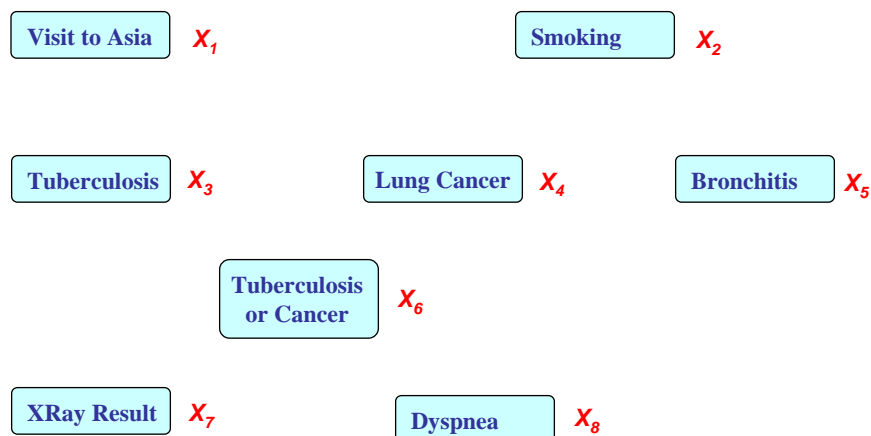 Visit to Asia X1 Smoking X2
Tuberculosis X3 Lung Cancer X4 Bronchitis X5
Tuberculosis
or Cancer X6
XRay Result X7 Dyspnea X8